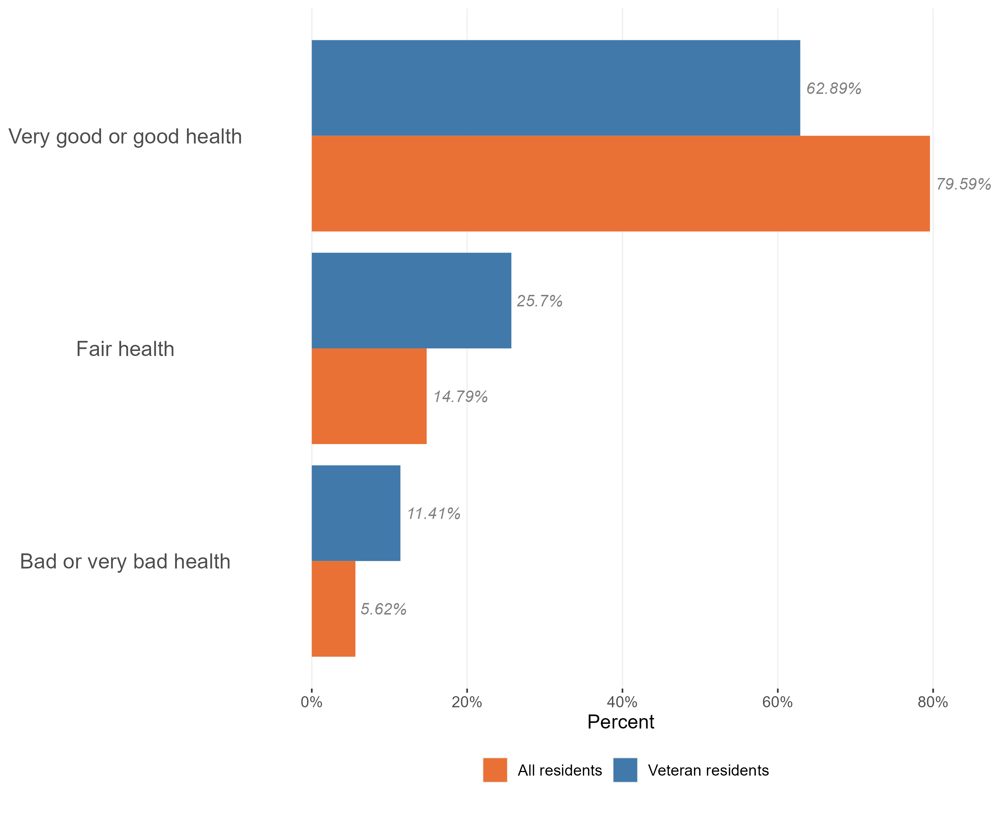 62.89%
Very good or good health
79.59%
25.7%
Fair health
14.79%
11.41%
Bad or very bad health
5.62%
0% 20% 40% 60% 80%
Percent
All residents Veteran residents